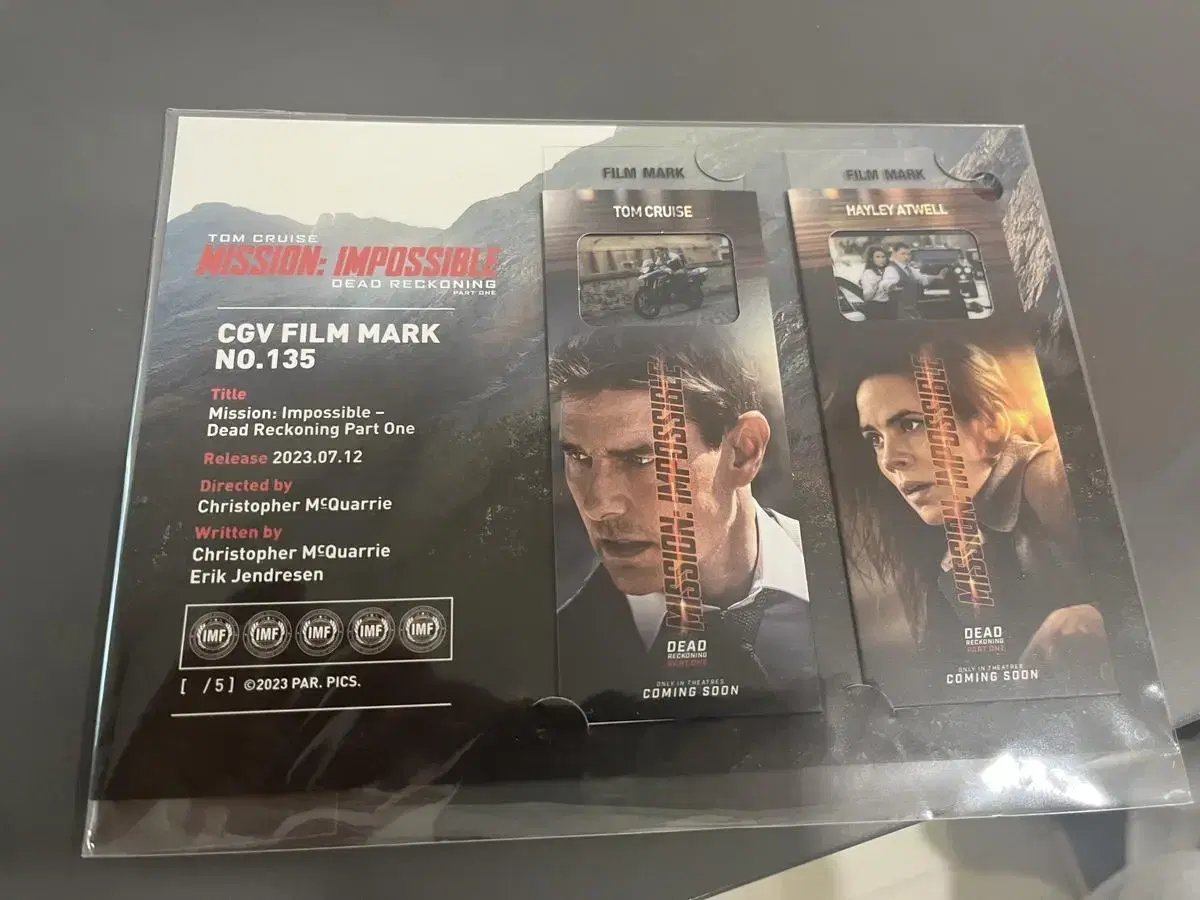 TOM CRUISE
MISSION: IMPOSSIBLE
DEAD RECKONING
PART ONE
CGV FILM MARK
NO.135
Title
Mission: Impossible –
Dead Reckoning Part One
Release 2023.07.12
Directed by
Christopher McQuarrie
Written by
Christopher McQuarrie
Erik Jendresen
IMF IMF IMF IMF IMF
[ /5] ©2023 PAR. PICS.
FILM MARK
TOM CRUISE
MISSION: IMPOSSIBLE
DEAD
RECKONING
PART ONE
ONLY IN THEATRES
COMING SOON
FILM MARK
HAYLEY ATWELL
MISSION: IMPOSSIBLE
DEAD
RECKONING
PART ONE
ONLY IN THEATRES
COMING SOON